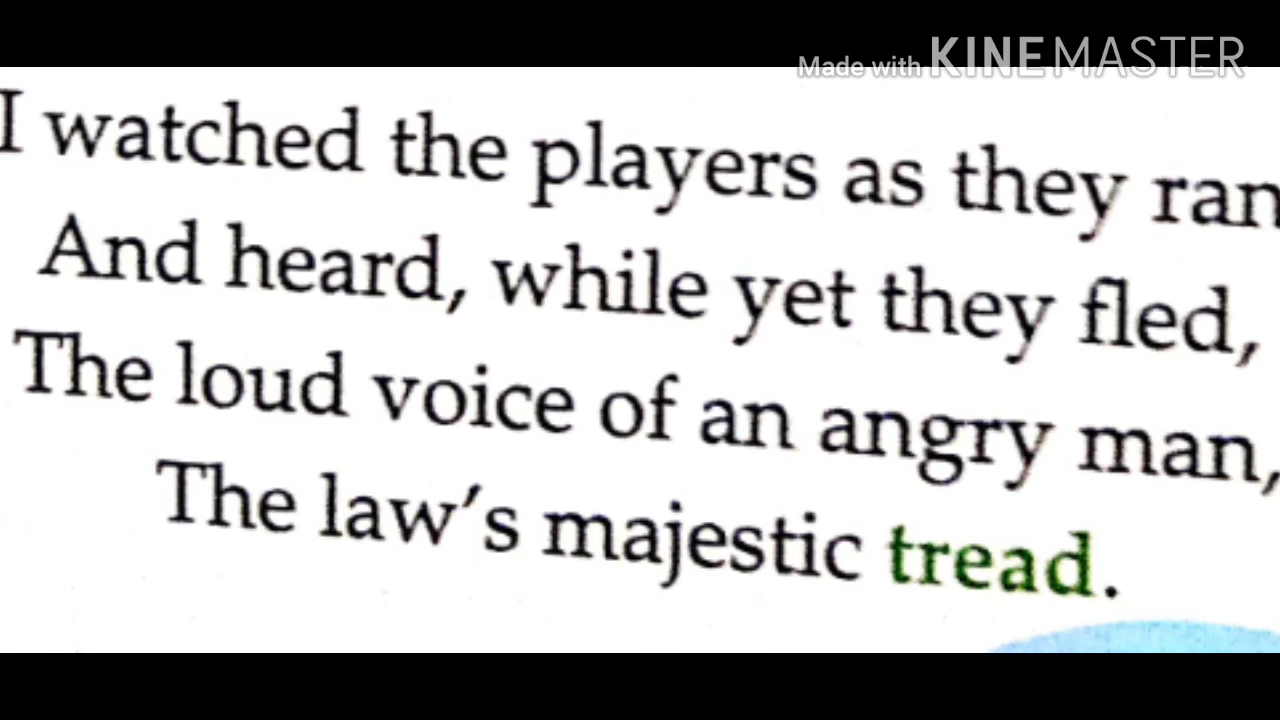 Made with KINEMASTER
I watched the players as they ran
And heard, while yet they fled,
The loud voice of an angry man,
The law's majestic tread.